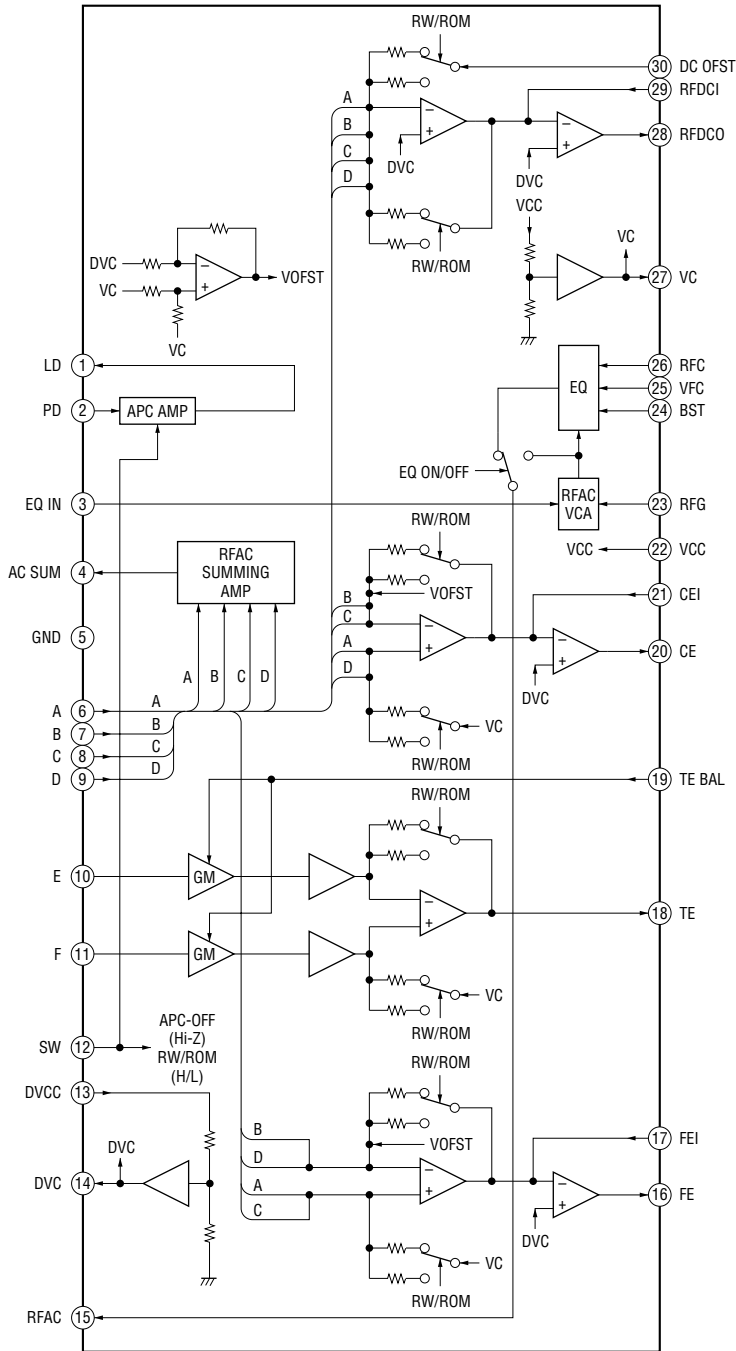 RW/ROM
30 DC OFST
29 RFDCI
A
B
28 RFDCO
C
DVC
D
DVC
VCC
RW/ROM
VC
DVC
VOFST
27 VC
VC
VC
LD 1
26 RFC
EQ
25 VFC
PD 2
APC AMP
24 BST
EQ ON/OFF
EQ IN 3
RFAC
VCA
23 RFG
RW/ROM
VCC
22 VCC
AC SUM 4
RFAC
SUMMING
AMP
21 CEI
B
VOFST
C
GND 5
A
20 CE
D
DVC
A
B
C
D
A 6
A
B 7
B
VC
C 8
C
RW/ROM
D 9
D
19 TE BAL
RW/ROM
E 10
GM
18 TE
F 11
GM
VC
RW/ROM
SW 12
APC-OFF
(Hi-Z)
RW/ROM
(H/L)
RW/ROM
DVCC 13
B
17 FEI
VOFST
DVC
D
DVC 14
A
16 FE
C
DVC
VC
RW/ROM
RFAC 15